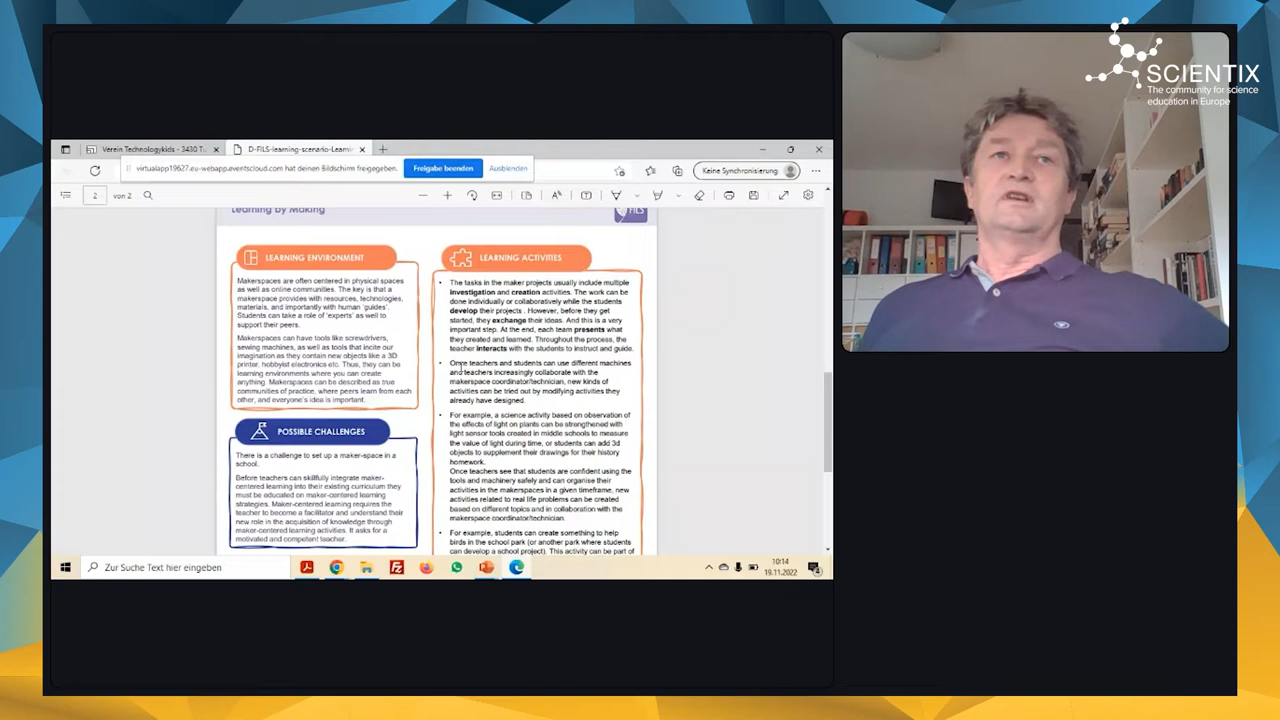 SCIENTIX
The community for science
education in Europe
Verein Technologykids - 3430 Tu
D-FILS-learning-scenario-Learnin
virtualapp19627.eu-webapp.eventscloud.com hat deinen Bildschirm freigegeben.
Freigabe beenden
Ausblenden
Keine Synchronisierung
2
von 2
Learning by Making
FILS
LEARNING ENVIRONMENT
Makerspaces are often centered in physical spaces
as well as online communities. The key is that a
makerspace provides with resources, technologies,
materials, and importantly with human 'guides'.
Students can take a role of 'experts' as well to
support their peers.
Makerspaces can have tools like screwdrivers,
sewing machines, as well as tools that incite our
imagination as they contain new objects like a 3D
printer, hobbyist electronics etc. Thus, they can be
learning environments where you can create
anything. Makerspaces can be described as true
communities of practice, where peers learn from each
other, and everyone's idea is important.
POSSIBLE CHALLENGES
There is a challenge to set up a maker-space in a
school.
Before teachers can skillfully integrate maker-
centered learning into their existing curriculum they
must be educated on maker-centered learning
strategies. Maker-centered learning requires the
teacher to become a facilitator and understand their
new role in the acquisition of knowledge through
maker-centered learning activities. It asks for a
motivated and competent teacher.
LEARNING ACTIVITIES
• The tasks in the maker projects usually include multiple
investigation and creation activities. The work can be
done individually or collaboratively while the students
develop their projects . However, before they get
started, they exchange their ideas. And this is a very
important step. At the end, each team presents what
they created and learned. Throughout the process, the
teacher interacts with the students to instruct and guide.
• Once teachers and students can use different machines
and teachers increasingly collaborate with the
makerspace coordinator/technician, new kinds of
activities can be tried out by modifying activities they
already have designed.
• For example, a science activity based on observation of
the effects of light on plants can be strengthened with
light sensor tools created in middle schools to measure
the value of light during time, or students can add 3d
objects to supplement their drawings for their history
homework.
Once teachers see that students are confident using the
tools and machinery safely and can organise their
activities in the makerspaces in a given timeframe, new
activities related to real life problems can be created
based on different topics and in collaboration with the
makerspace coordinator/technician.
• For example, students can create something to help
birds in the school park (or another park where students
can develop a school project). This activity can be part of
Zur Suche Text hier eingeben
10:14
19.11.2022